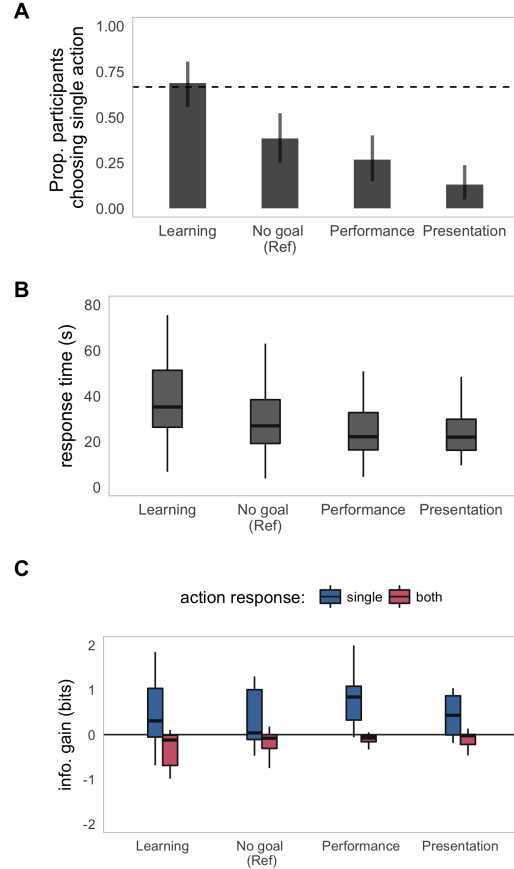 A
Prop. participants
choosing single action
1.00
0.75
0.50
0.25
0.00
Learning
No goal
(Ref)
Performance
Presentation
B
response time (s)
80
60
40
20
0
Learning
No goal
(Ref)
Performance
Presentation
C
action response:
single
both
info. gain (bits)
2
1
0
-1
-2
Learning
No goal
(Ref)
Performance
Presentation